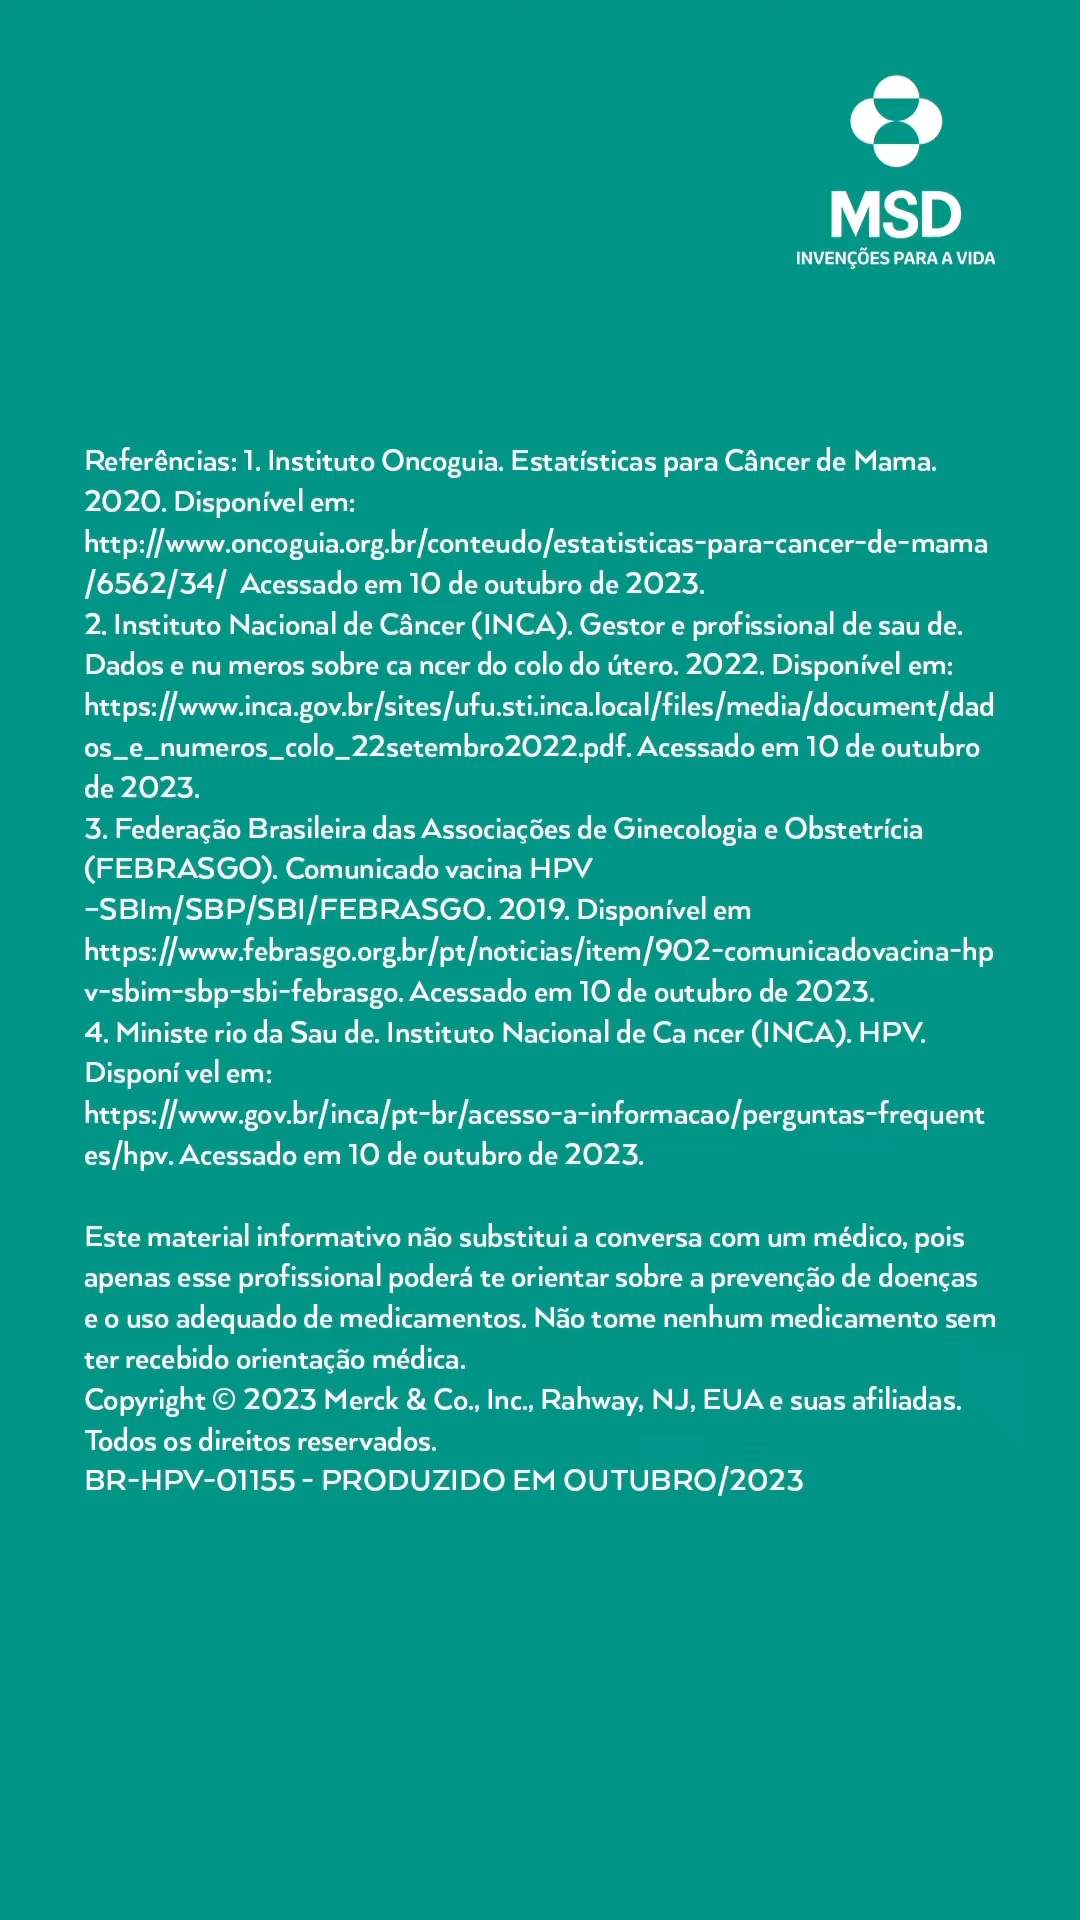 MSD
INVENÇÕES PARA A VIDA
Referências: 1. Instituto Oncoguia. Estatísticas para Câncer de Mama.
2020. Disponível em:
http://www.oncoguia.org.br/conteudo/estatisticas-para-cancer-de-mama
/6562/34/ Acessado em 10 de outubro de 2023.
2. Instituto Nacional de Câncer (INCA). Gestor e profissional de sau de.
Dados e nu meros sobre ca ncer do colo do útero. 2022. Disponível em:
https://www.inca.gov.br/sites/ufu.sti.inca.local/files/media/document/dad
os_e_numeros_colo_22setembro2022.pdf. Acessado em 10 de outubro
de 2023.
3. Federação Brasileira das Associações de Ginecologia e Obstetrícia
(FEBRASGO). Comunicado vacina HPV
–SBIm/SBP/SBI/FEBRASGO. 2019. Disponível em
https://www.febrasgo.org.br/pt/noticias/item/902-comunicadovacina-hp
v-sbim-sbp-sbi-febrasgo. Acessado em 10 de outubro de 2023.
4. Ministe rio da Sau de. Instituto Nacional de Ca ncer (INCA). HPV.
Disponí vel em:
https://www.gov.br/inca/pt-br/acesso-a-informacao/perguntas-frequent
es/hpv. Acessado em 10 de outubro de 2023.
Este material informativo não substitui a conversa com um médico, pois
apenas esse profissional poderá te orientar sobre a prevenção de doenças
e o uso adequado de medicamentos. Não tome nenhum medicamento sem
ter recebido orientação médica.
Copyright © 2023 Merck & Co., Inc., Rahway, NJ, EUA e suas afiliadas.
Todos os direitos reservados.
BR-HPV-01155 - PRODUZIDO EM OUTUBRO/2023